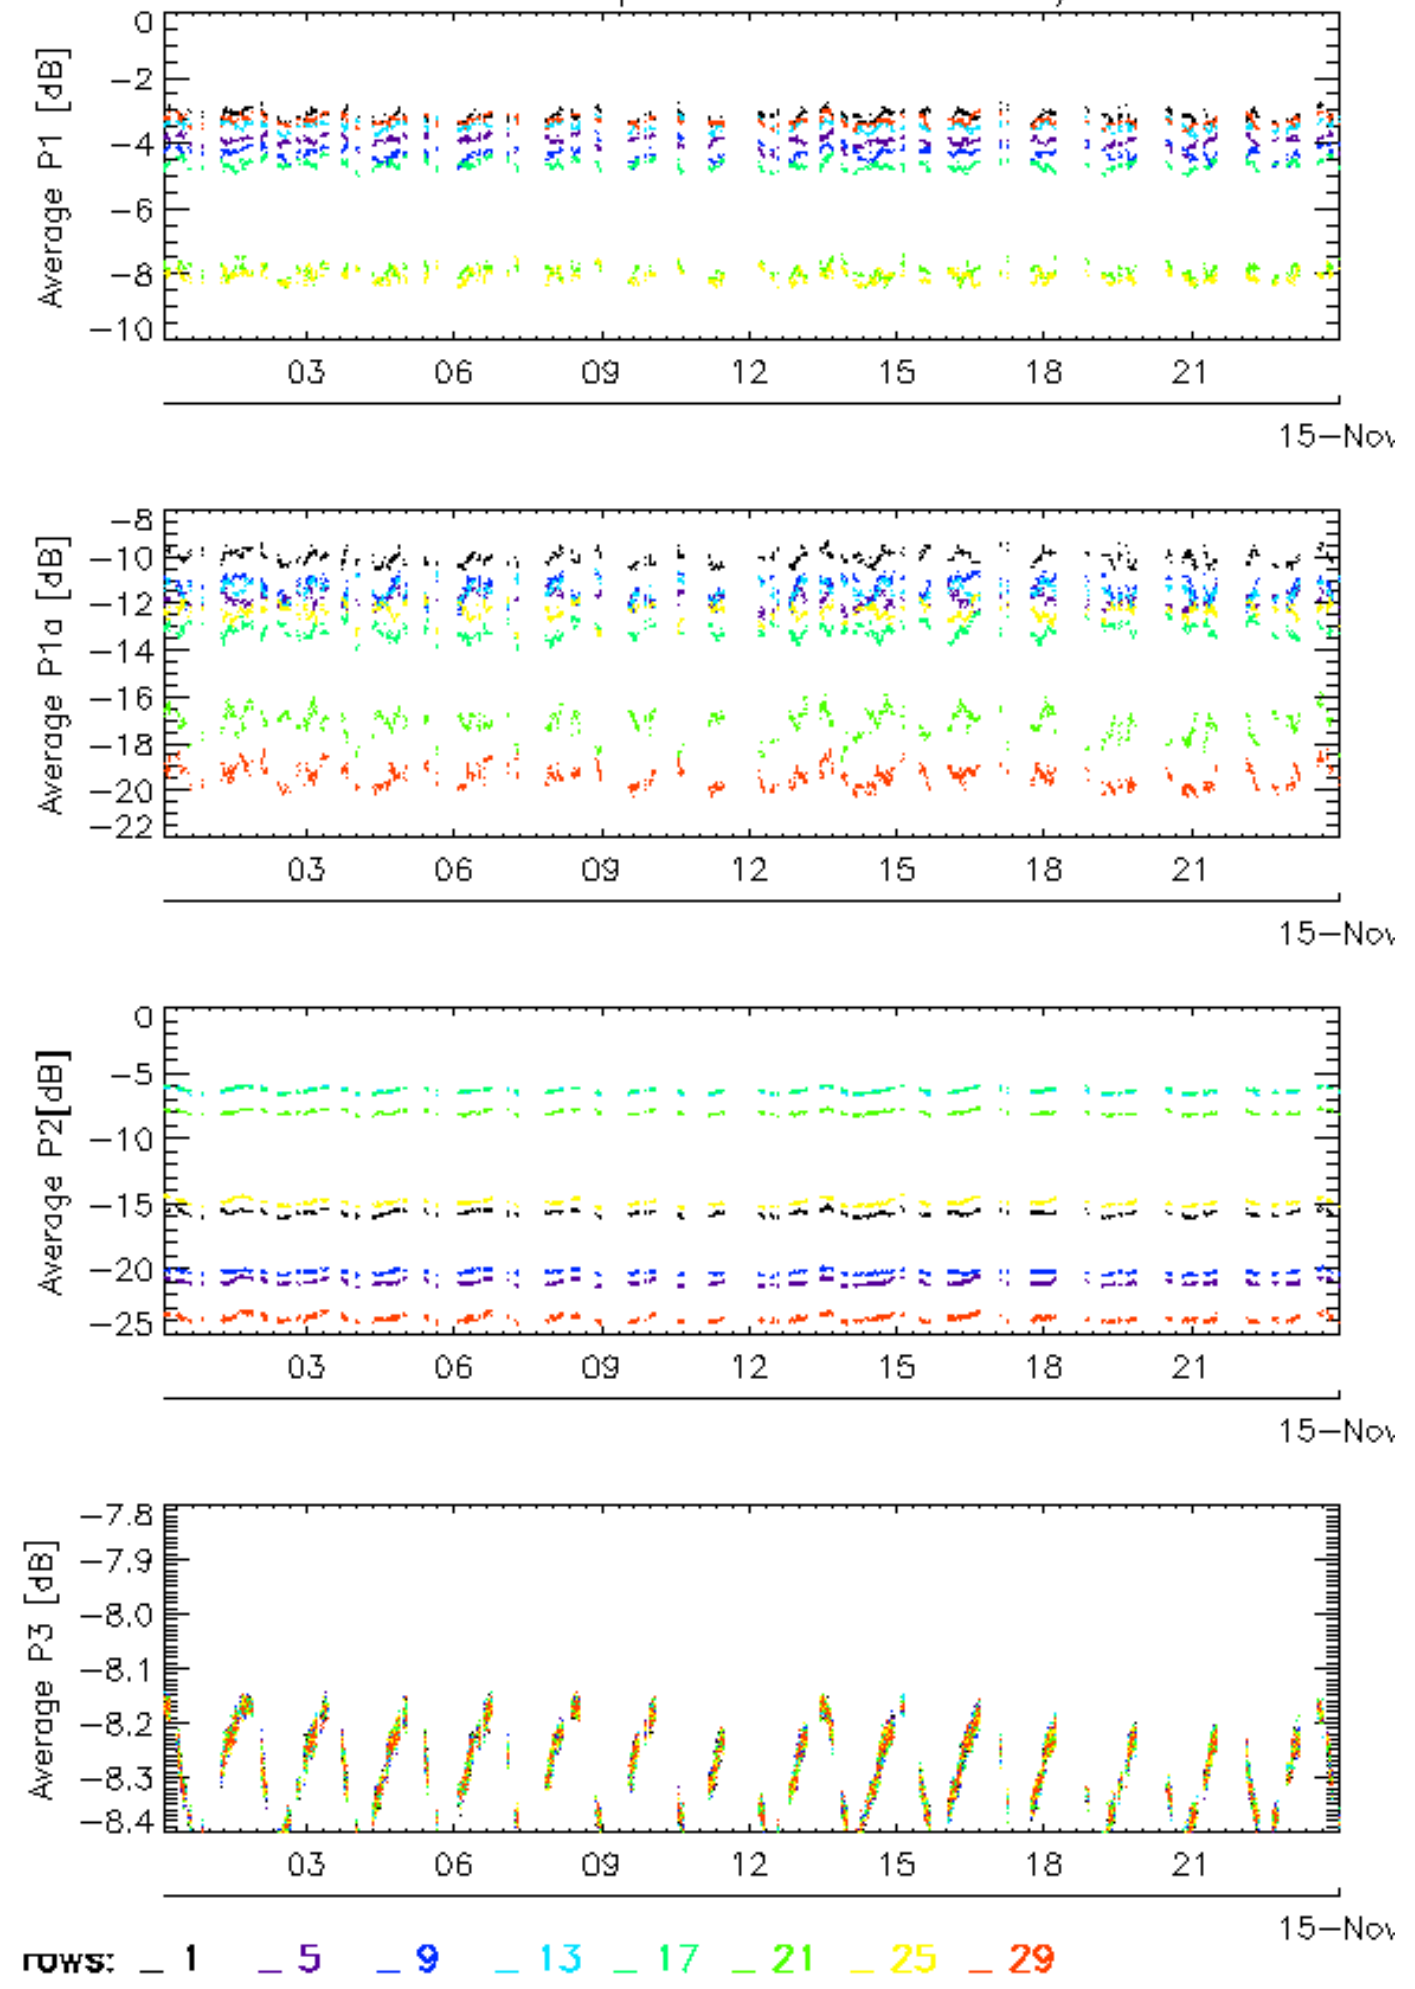 0
−2
−4
−6
−8
−10
Average P1 [dB]
03 06 09 12 15 18 21
15−Nov
−8
−10
−12
−14
−16
−18
−20
−22
Average P1a [dB]
03 06 09 12 15 18 21
15−Nov
0
−5
−10
−15
−20
−25
Average P2[dB]
03 06 09 12 15 18 21
15−Nov
−7.8
−7.9
−8.0
−8.1
−8.2
−8.3
−8.4
Average P3 [dB]
03 06 09 12 15 18 21
15−Nov
rows: _ 1 _ 5 _ 9 _ 13 _ 17 _ 21 _ 25 _ 29